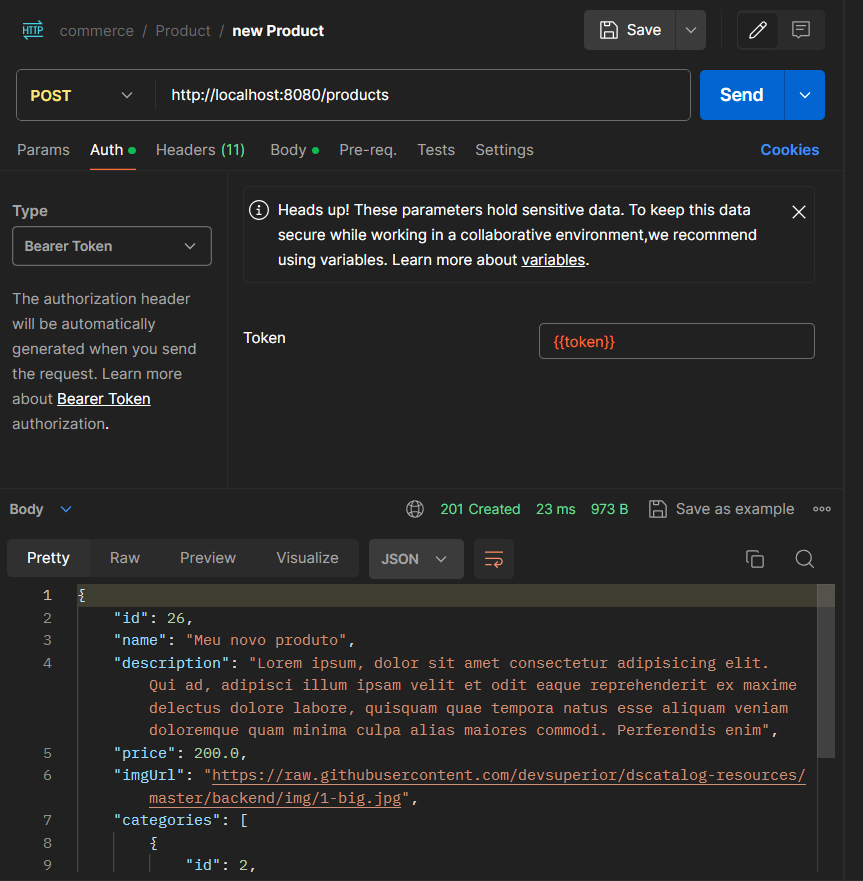 HTTP commerce / Product / new Product Save
POST http://localhost:8080/products Send
Params Auth Headers (11) Body Pre-req. Tests Settings Cookies
Type
Bearer Token
The authorization header
will be automatically
generated when you send
the request. Learn more
about Bearer Token
authorization.
Heads up! These parameters hold sensitive data. To keep this data
secure while working in a collaborative environment,we recommend
using variables. Learn more about variables.
Token {{token}}
Body 201 Created 23 ms 973 B Save as example
Pretty Raw Preview Visualize JSON
1 {
2 "id": 26,
3 "name": "Meu novo produto",
4 "description": "Lorem ipsum, dolor sit amet consectetur adipisicing elit.
Qui ad, adipisci illum ipsam velit et odit eaque reprehenderit ex maxime
delectus dolore labore, quisquam quae tempora natus esse aliquam veniam
doloremque quam minima culpa alias maiores commodi. Perferendis enim",
5 "price": 200.0,
6 "imgUrl": "https://raw.githubusercontent.com/devsuperior/dscatalog-resources/
master/backend/img/1-big.jpg",
7 "categories": [
8 {
9 "id": 2,